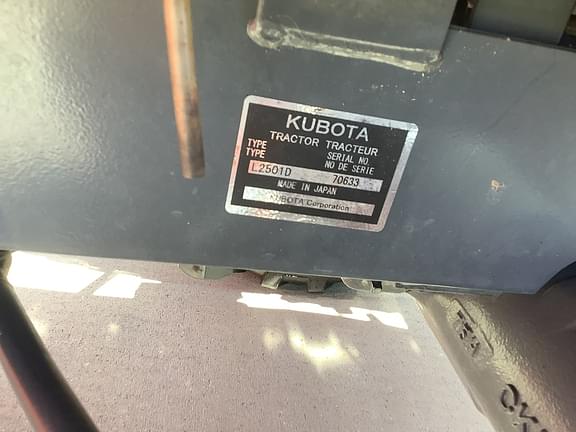 KUBOTA
TRACTOR TRACTEUR
TYPE
TYPE
SERIAL NO.
NO DE SERIE
L2501D 70633
MADE IN JAPAN
KUBOTA Corporation